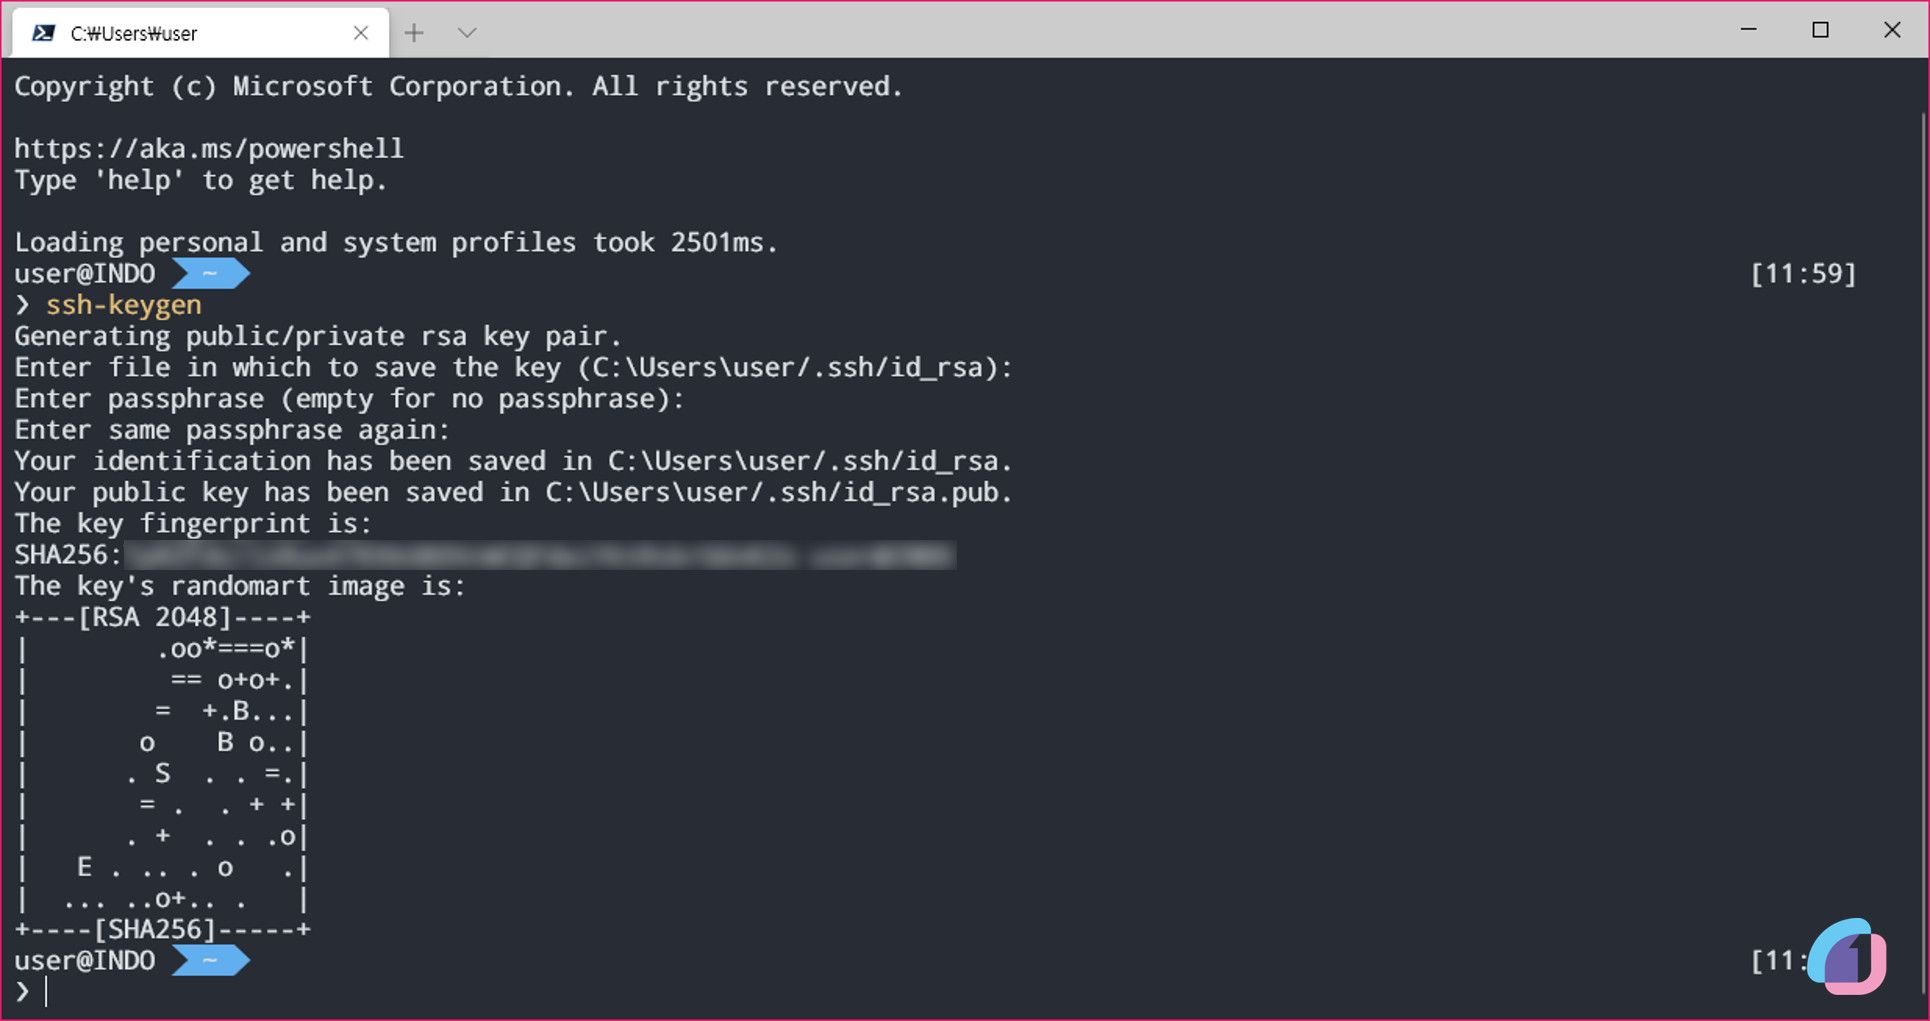 C:₩Users₩user
Copyright (c) Microsoft Corporation. All rights reserved.
https://aka.ms/powershell
Type 'help' to get help.
Loading personal and system profiles took 2501ms.
user@INDO ~ [11:59]
❯ ssh-keygen
Generating public/private rsa key pair.
Enter file in which to save the key (C:\Users\user/.ssh/id_rsa):
Enter passphrase (empty for no passphrase):
Enter same passphrase again:
Your identification has been saved in C:\Users\user/.ssh/id_rsa.
Your public key has been saved in C:\Users\user/.ssh/id_rsa.pub.
The key fingerprint is:
SHA256:
The key's randomart image is:
+---[RSA 2048]----+
|        .oo*===o*|
|         == o+o+.|
|        =  +.B...|
|       o    B o..|
|      . S  . . =.|
|       = .  . + +|
|      . +  . . .o|
|   E . .. . o   .|
|  ... ..o+.. .   |
+----[SHA256]-----+
user@INDO ~ [11:
❯